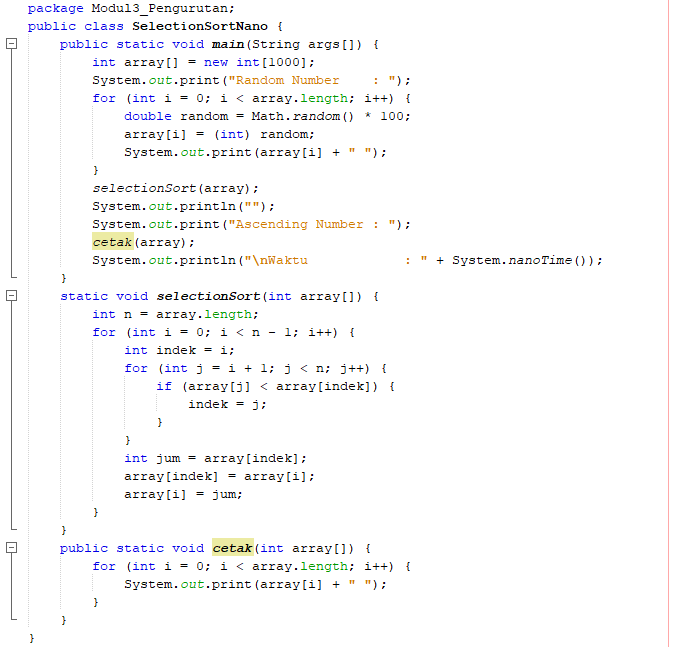 package Modul3_Pengurutan;
public class SelectionSortNano {
    public static void main(String args[]) {
        int array[] = new int[1000];
        System.out.print("Random Number    : ");
        for (int i = 0; i < array.length; i++) {
            double random = Math.random() * 100;
            array[i] = (int) random;
            System.out.print(array[i] + " ");
        }
        selectionSort(array);
        System.out.println("");
        System.out.print("Ascending Number : ");
        cetak(array);
        System.out.println("\nWaktu            : " + System.nanoTime());
    }
    static void selectionSort(int array[]) {
        int n = array.length;
        for (int i = 0; i < n - 1; i++) {
            int indek = i;
            for (int j = i + 1; j < n; j++) {
                if (array[j] < array[indek]) {
                    indek = j;
                }
            }
            int jum = array[indek];
            array[indek] = array[i];
            array[i] = jum;
        }
    }
    public static void cetak(int array[]) {
        for (int i = 0; i < array.length; i++) {
            System.out.print(array[i] + " ");
        }
    }
}